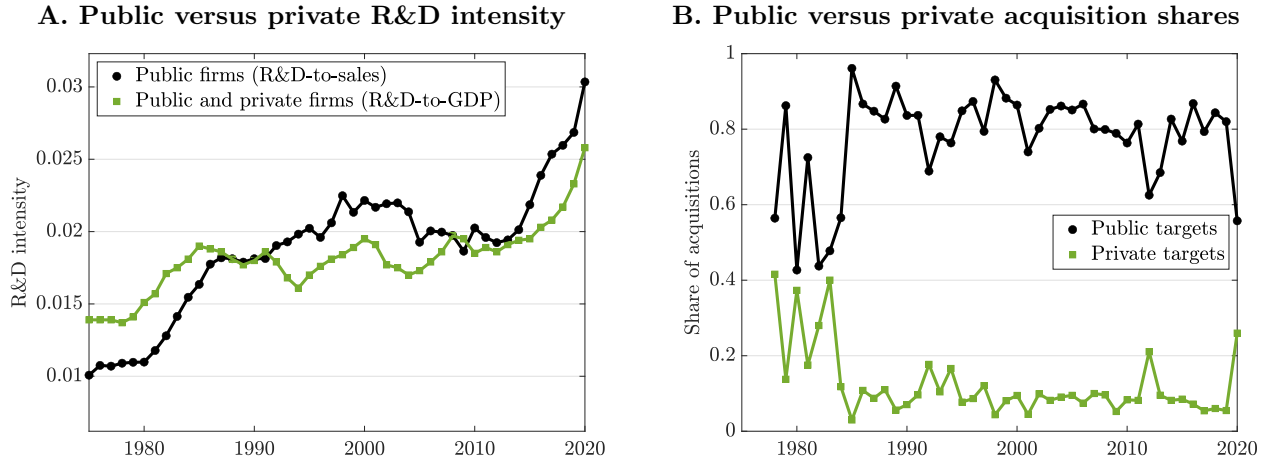 A. Public versus private R&D intensity
Public firms (R&D-to-sales)
Public and private firms (R&D-to-GDP)
0.03
0.025
0.02
0.015
0.01
R&D intensity
1980 1990 2000 2010 2020
B. Public versus private acquisition shares
1
0.8
0.6
0.4
0.2
0
Share of acquisitions
Public targets
Private targets
1980 1990 2000 2010 2020